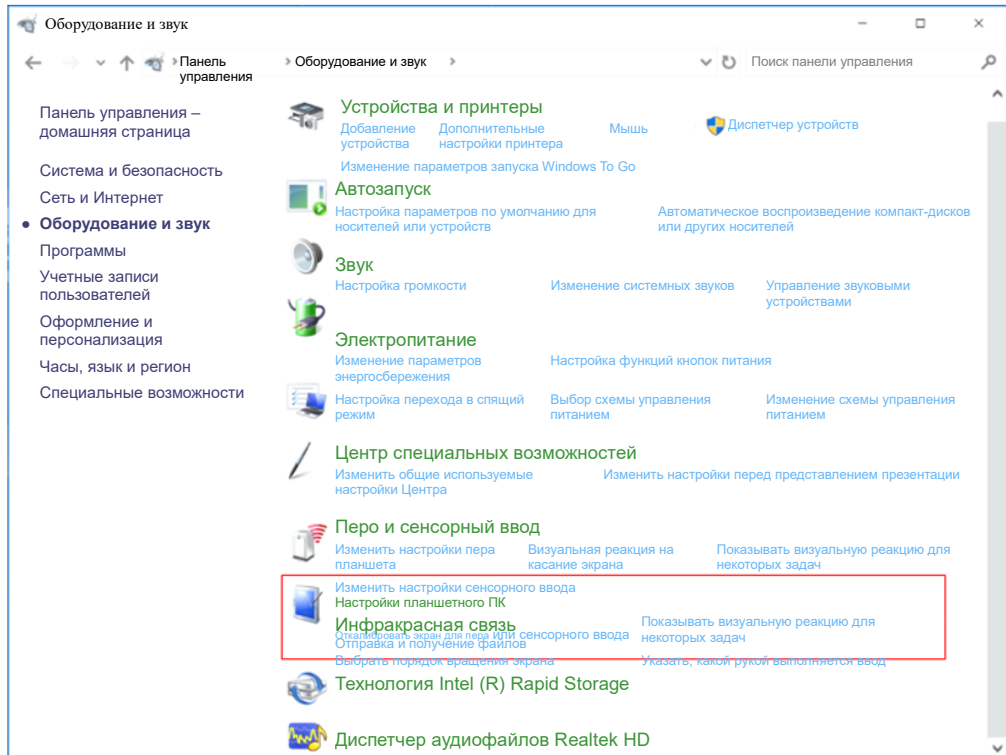 Оборудование и звук
Панель управления
Оборудование и звук
Поиск панели управления
Панель управления –
домашняя страница
Система и безопасность
Сеть и Интернет
Оборудование и звук
Программы
Учетные записи
пользователей
Оформление и
персонализация
Часы, язык и регион
Специальные возможности
Устройства и принтеры
Добавление
устройства
Дополнительные
настройки принтера
Мышь
Диспетчер устройств
Изменение параметров запуска Windows To Go
Автозапуск
Настройка параметров по умолчанию для
носителей или устройств
Автоматическое воспроизведение компакт-дисков
или других носителей
Звук
Настройка громкости
Изменение системных звуков
Управление звуковыми
устройствами
Электропитание
Изменение параметров
энергосбережения
Настройка функций кнопок питания
Настройка перехода в спящий
режим
Выбор схемы управления
питанием
Изменение схемы управления
питанием
Центр специальных возможностей
Изменить общие используемые
настройки Центра
Изменить настройки перед представлением презентации
Перо и сенсорный ввод
Изменить настройки пера
планшета
Визуальная реакция на
касание экрана
Показывать визуальную реакцию для
некоторых задач
Изменить настройки сенсорного ввода
Настройки планшетного ПК
Инфракрасная связь
Откалибровать экран для пера или сенсорного ввода
Показывать визуальную реакцию для
некоторых задач
Отправка и получение файлов
Выбрать порядок вращения экрана
Указать, какой рукой выполняется ввод
Технология Intel (R) Rapid Storage
Диспетчер аудиофайлов Realtek HD